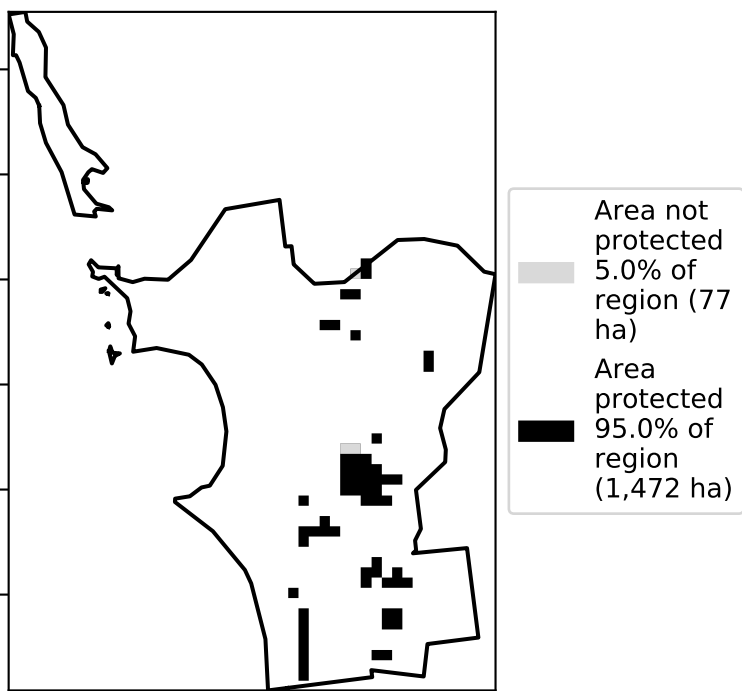 Area not
protected
5.0% of
region (77
ha)
Area
protected
95.0% of
region
(1,472 ha)